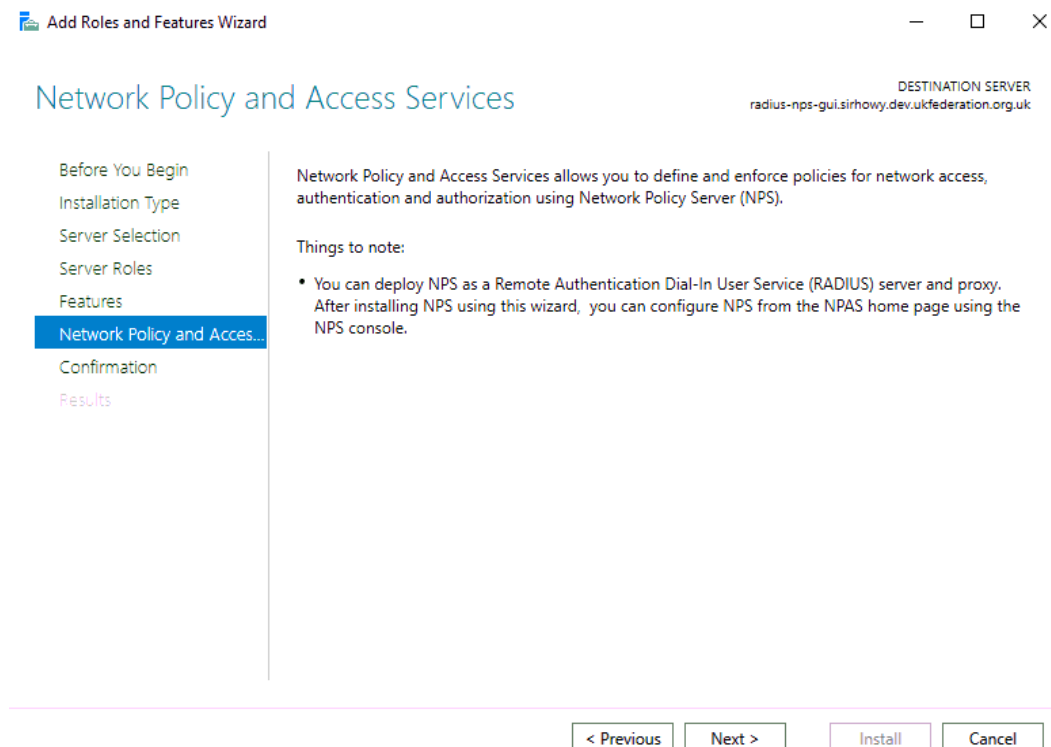 Add Roles and Features Wizard
Network Policy and Access Services
DESTINATION SERVER
radius-nps-gui.sirhowy.dev.ukfederation.org.uk
Before You Begin
Installation Type
Server Selection
Server Roles
Features
Network Policy and Acces...
Confirmation
Results
Network Policy and Access Services allows you to define and enforce policies for network access,
authentication and authorization using Network Policy Server (NPS).
Things to note:
• You can deploy NPS as a Remote Authentication Dial-In User Service (RADIUS) server and proxy.
After installing NPS using this wizard, you can configure NPS from the NPAS home page using the
NPS console.
< Previous
Next >
Install
Cancel